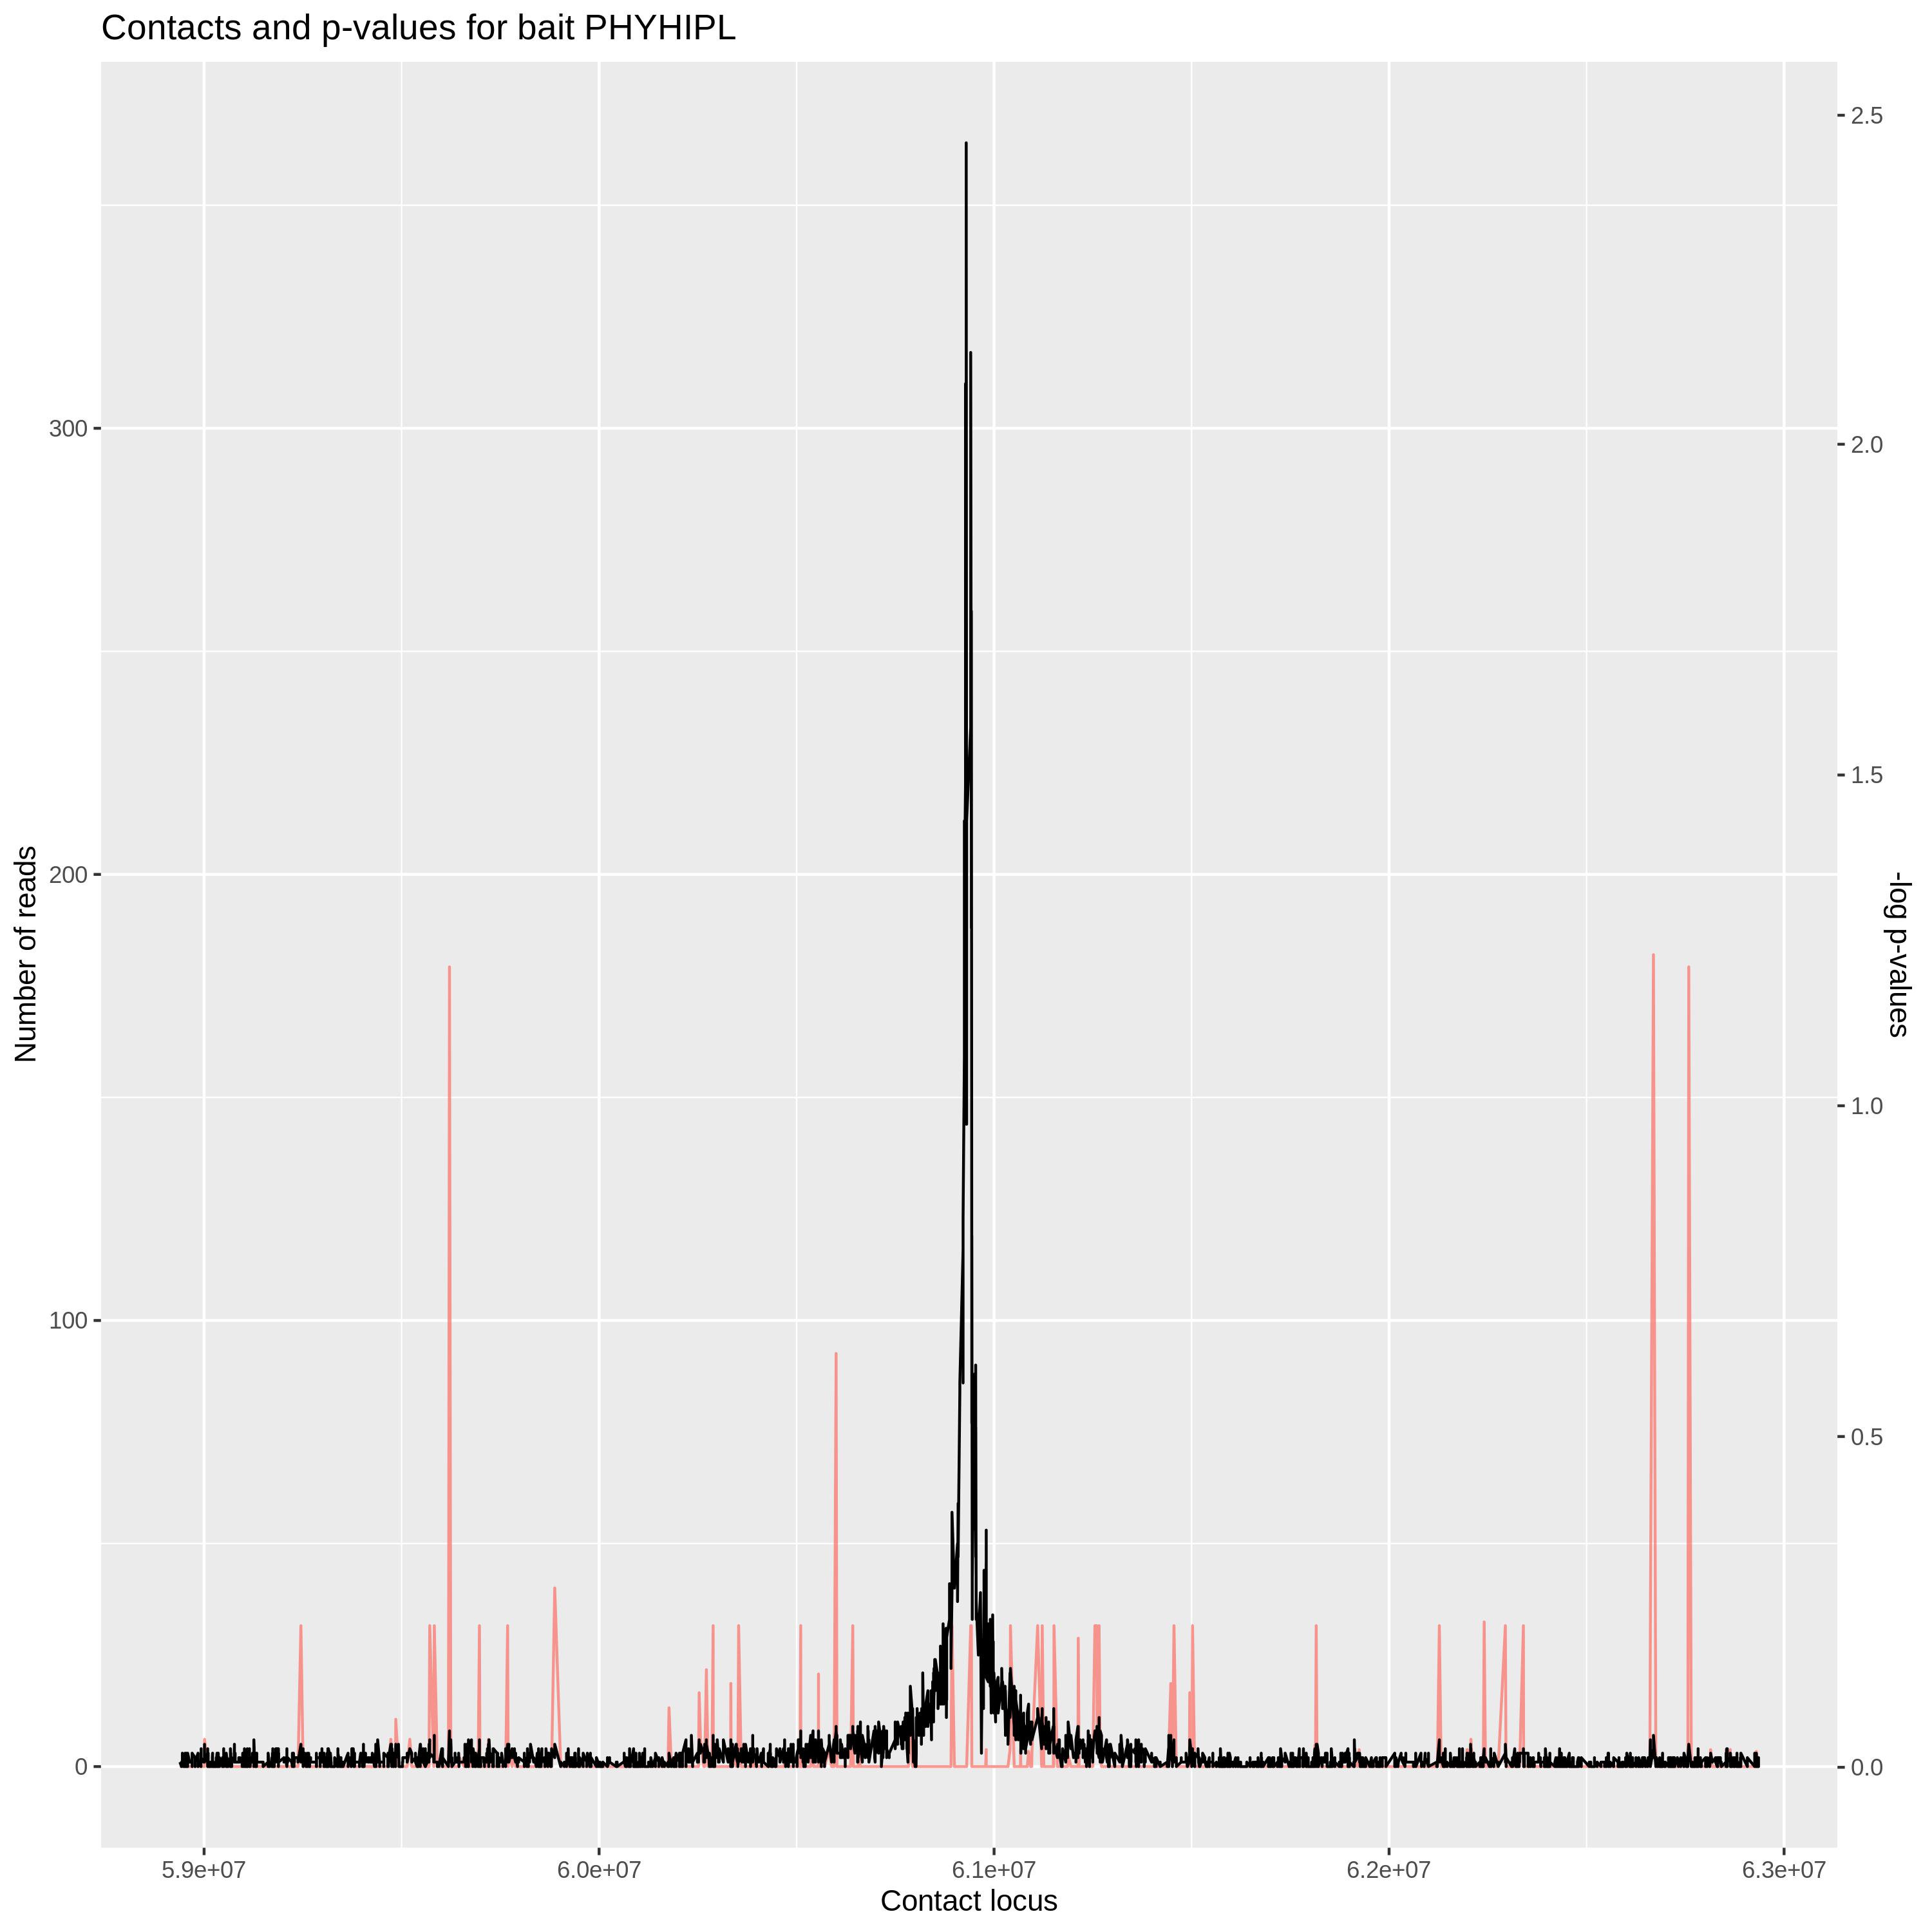 Contacts and p-values for bait PHYHIPL
Number of reads
300
200
100
0
2.5
2.0
1.5
1.0
0.5
0.0
-log p-values
5.9e+07 6.0e+07 6.1e+07 6.2e+07 6.3e+07
Contact locus